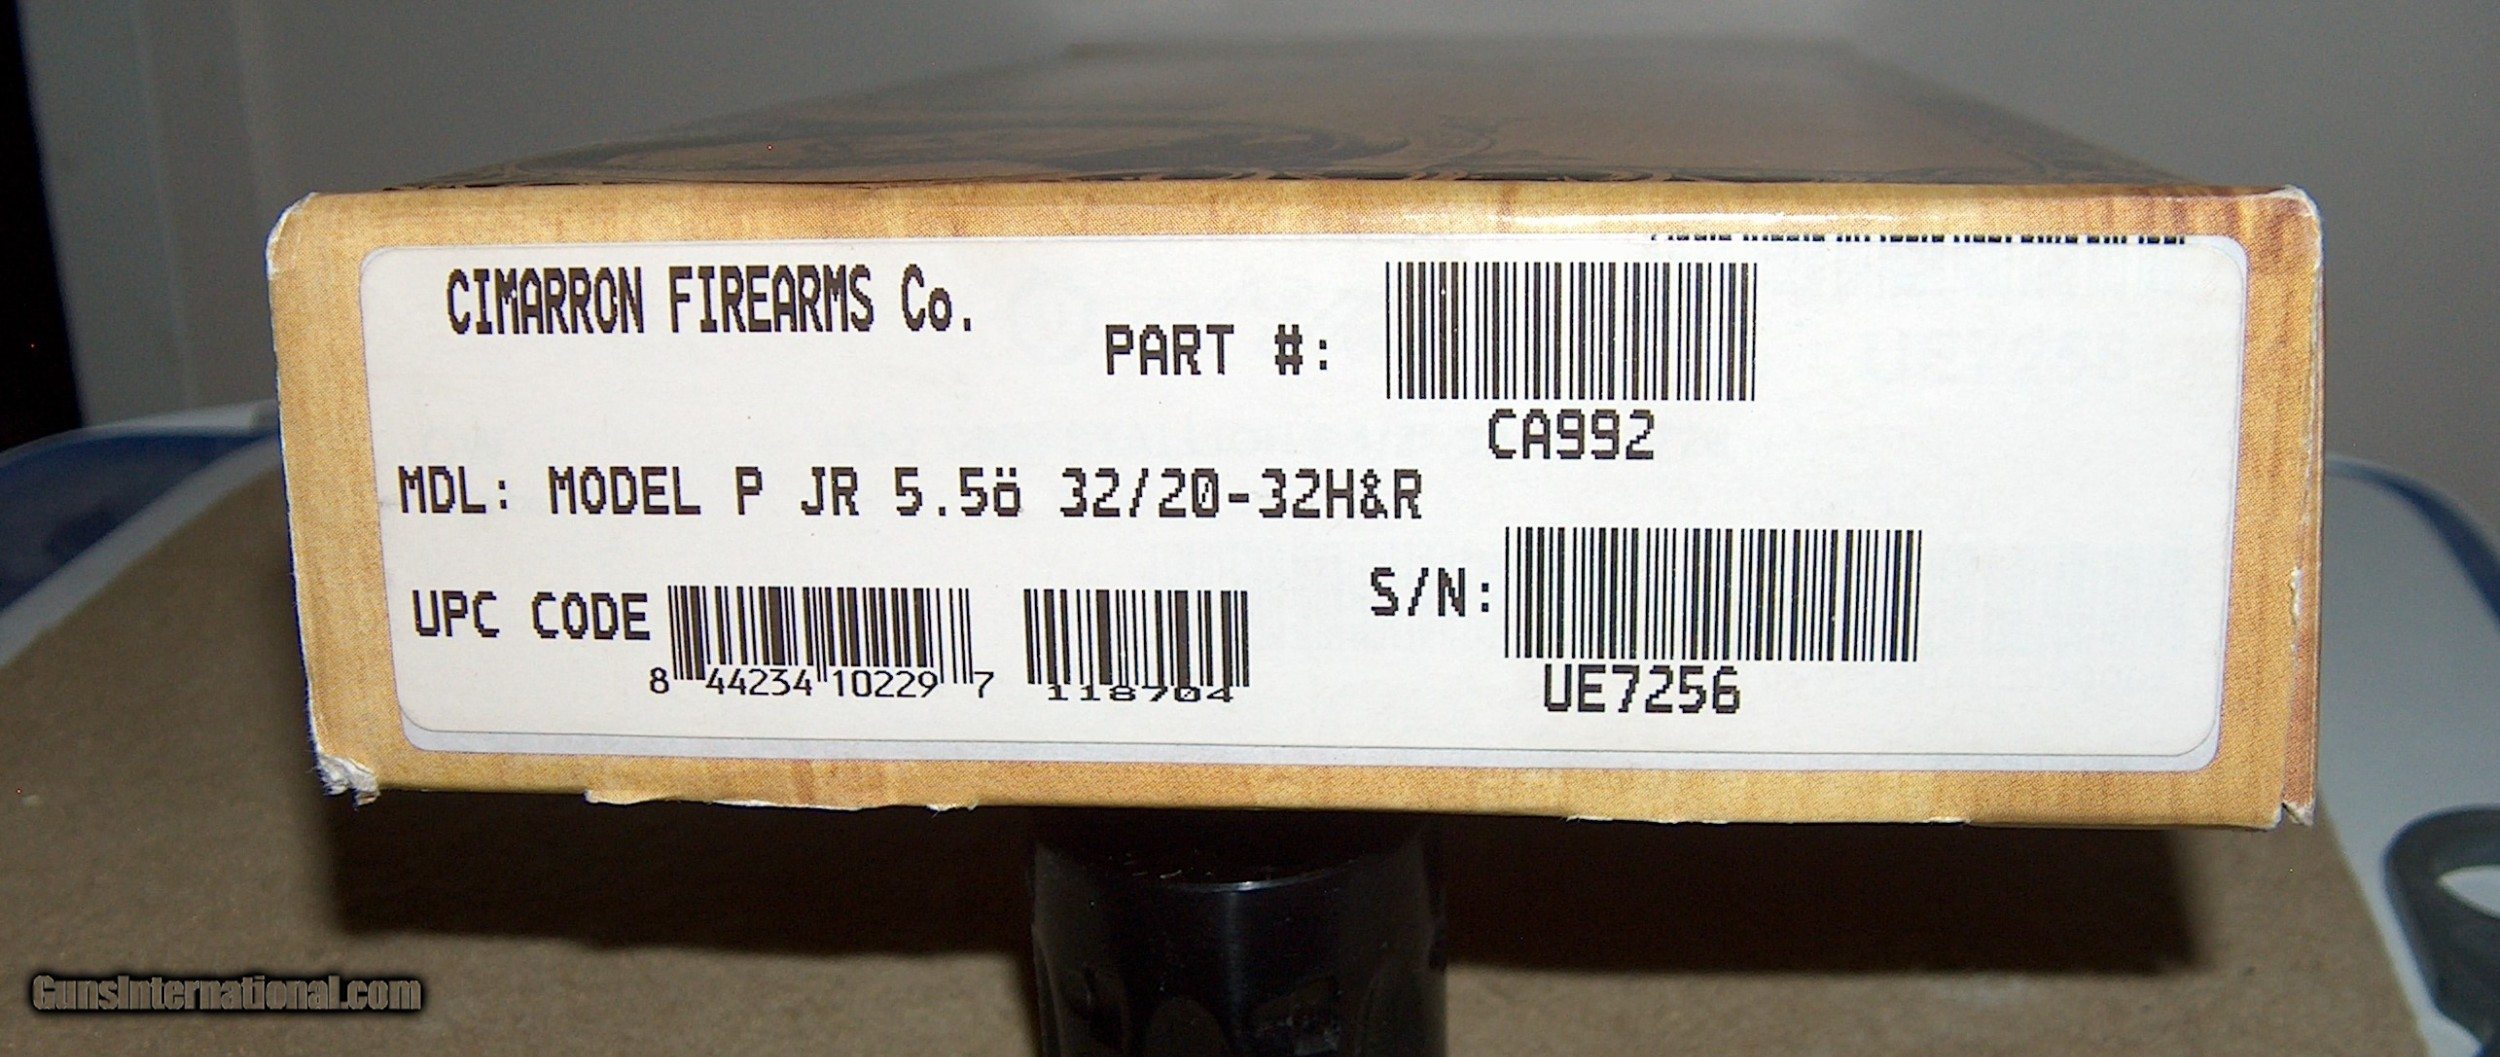 CIMARRON FIREARMS Co.
PART #:
CA992
MDL: MODEL P JR 5.5ö 32/20-32H&R
UPC CODE
8 44234 10229 7
118704
S/N:
UE7256
GunsInternational.com